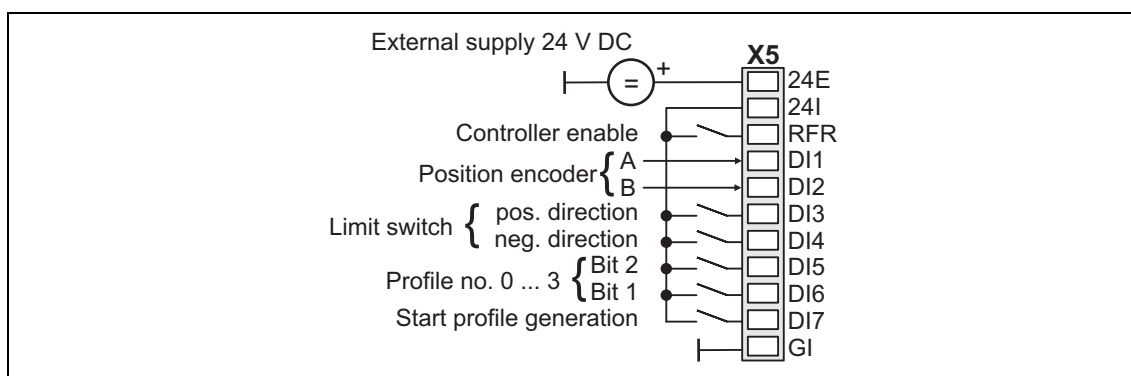 External supply 24 V DC
X5
= + 24E
24I
Controller enable RFR
Position encoder { A DI1
B DI2
Limit switch { pos. direction DI3
neg. direction DI4
Profile no. 0 ... 3 { Bit 2 DI5
Bit 1 DI6
Start profile generation DI7
GI